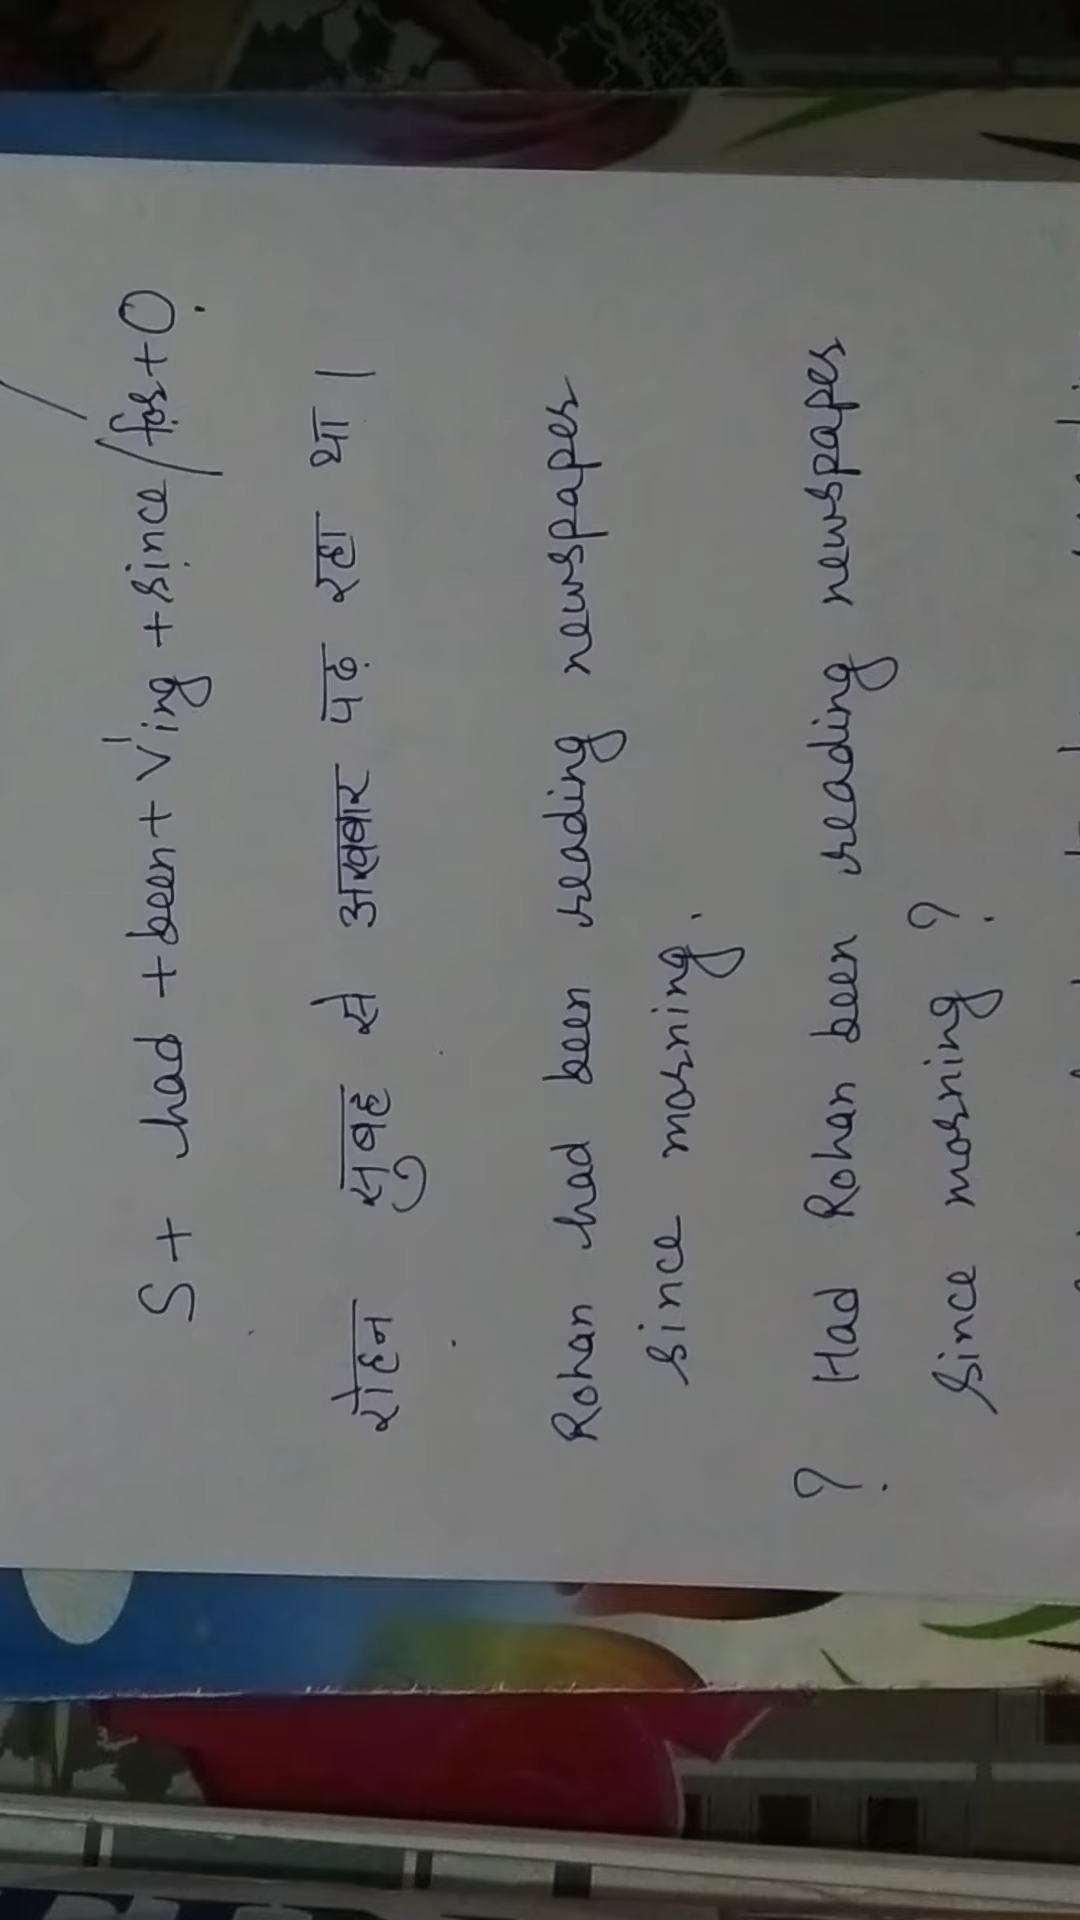 S + had + been + V¹ing + since/for + O.
रोहन सुबह से अखबार पढ़ रहा था।
Rohan had been reading newspaper
since morning.
? Had Rohan been reading newspaper
since morning ?